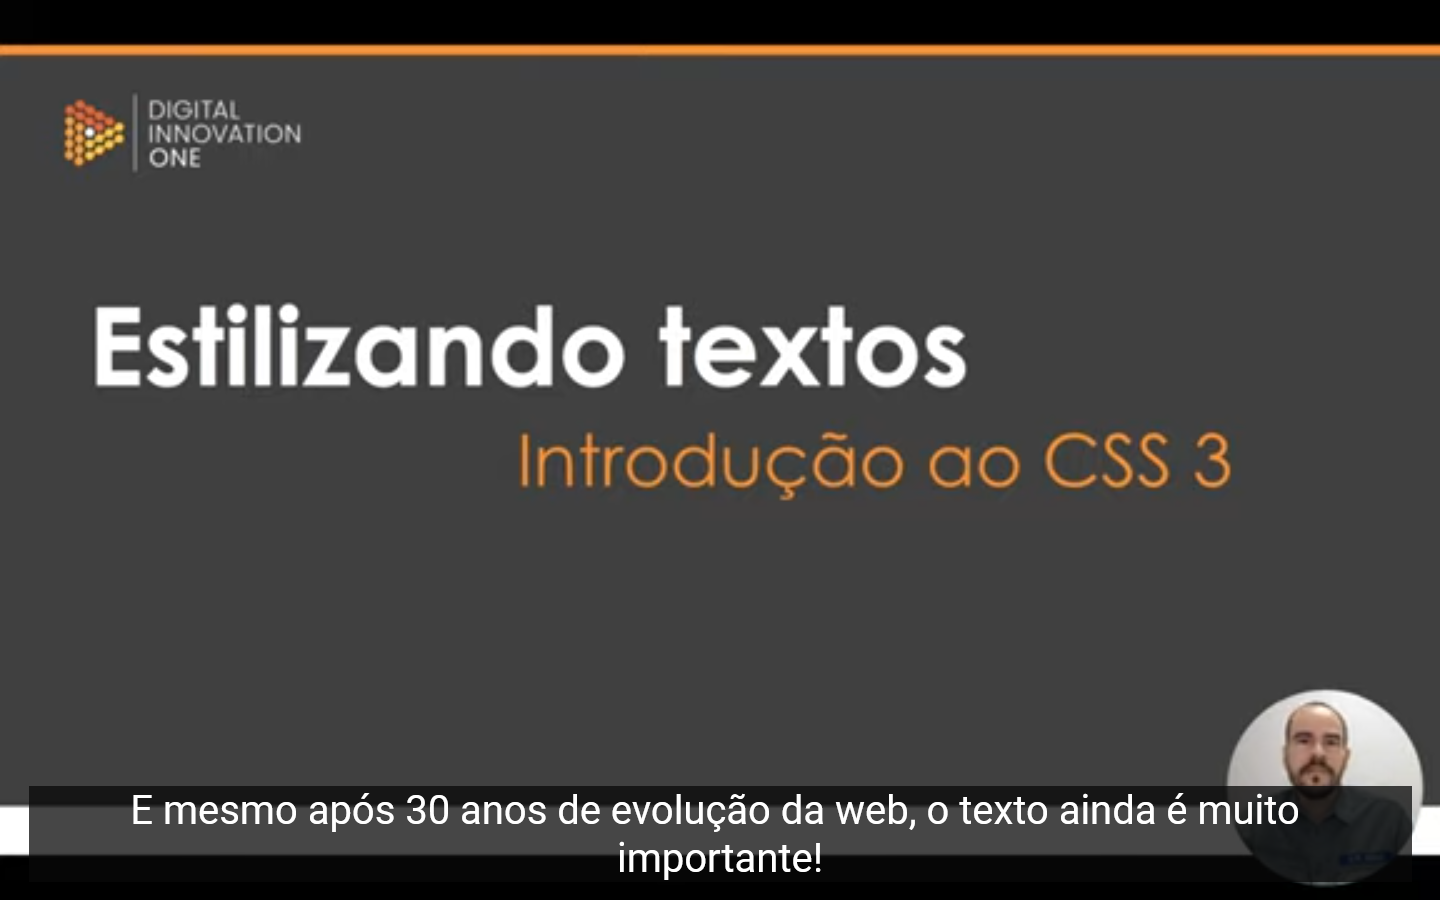 DIGITAL
INNOVATION
ONE
Estilizando textos
Introdução ao CSS 3
E mesmo após 30 anos de evolução da web, o texto ainda é muito
importante!